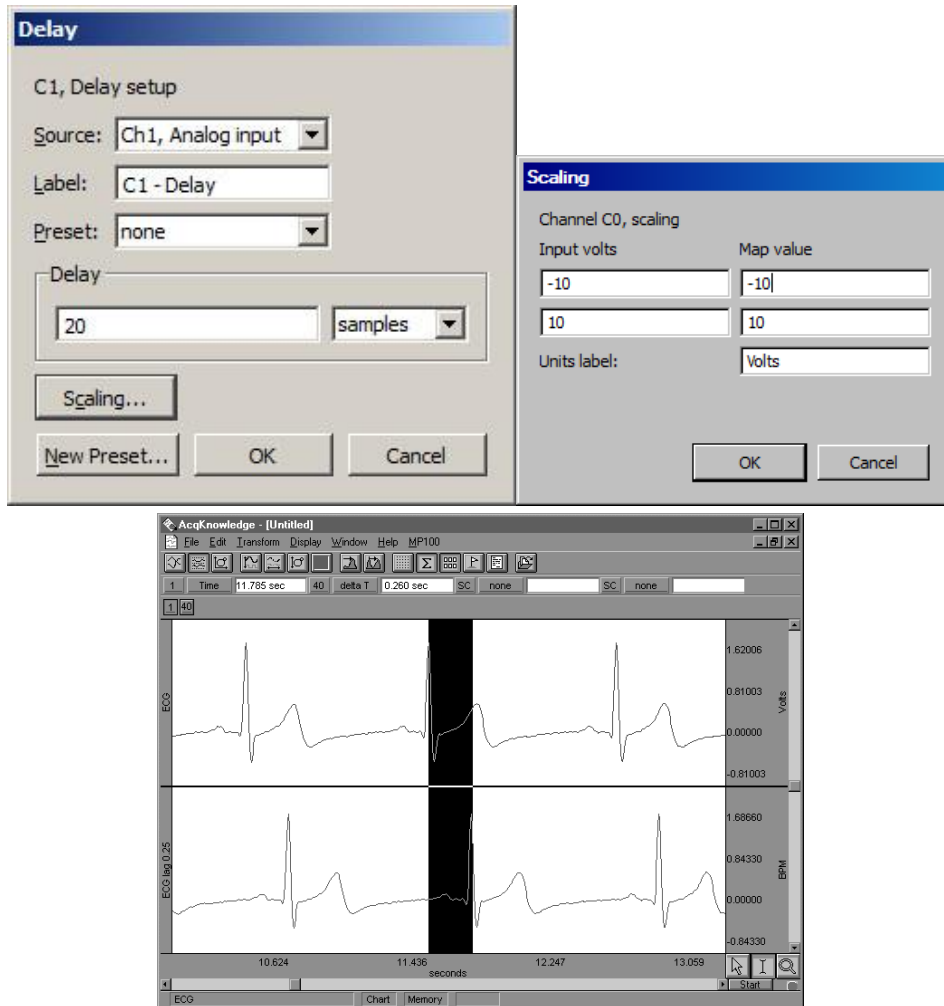 Delay
C1, Delay setup
Source: Ch1, Analog input
Label: C1 - Delay
Preset: none
Delay
20 samples
Scaling...
New Preset... OK Cancel
Scaling
Channel C0, scaling
Input volts Map value
-10 -10
10 10
Units label: Volts
OK Cancel
AcqKnowledge - [Untitled]
File Edit Transform Display Window Help MP100
1 Time 11.785 sec 40 delta T 0.260 sec SC none SC none
1 40
ECG
1.62006
0.81003
0.00000
-0.81003
Volts
ECG lag 0.25
1.68660
0.84330
0.00000
-0.84330
BPM
10.624 11.436 12.247 13.059
seconds
Start
ECG Chart Memory